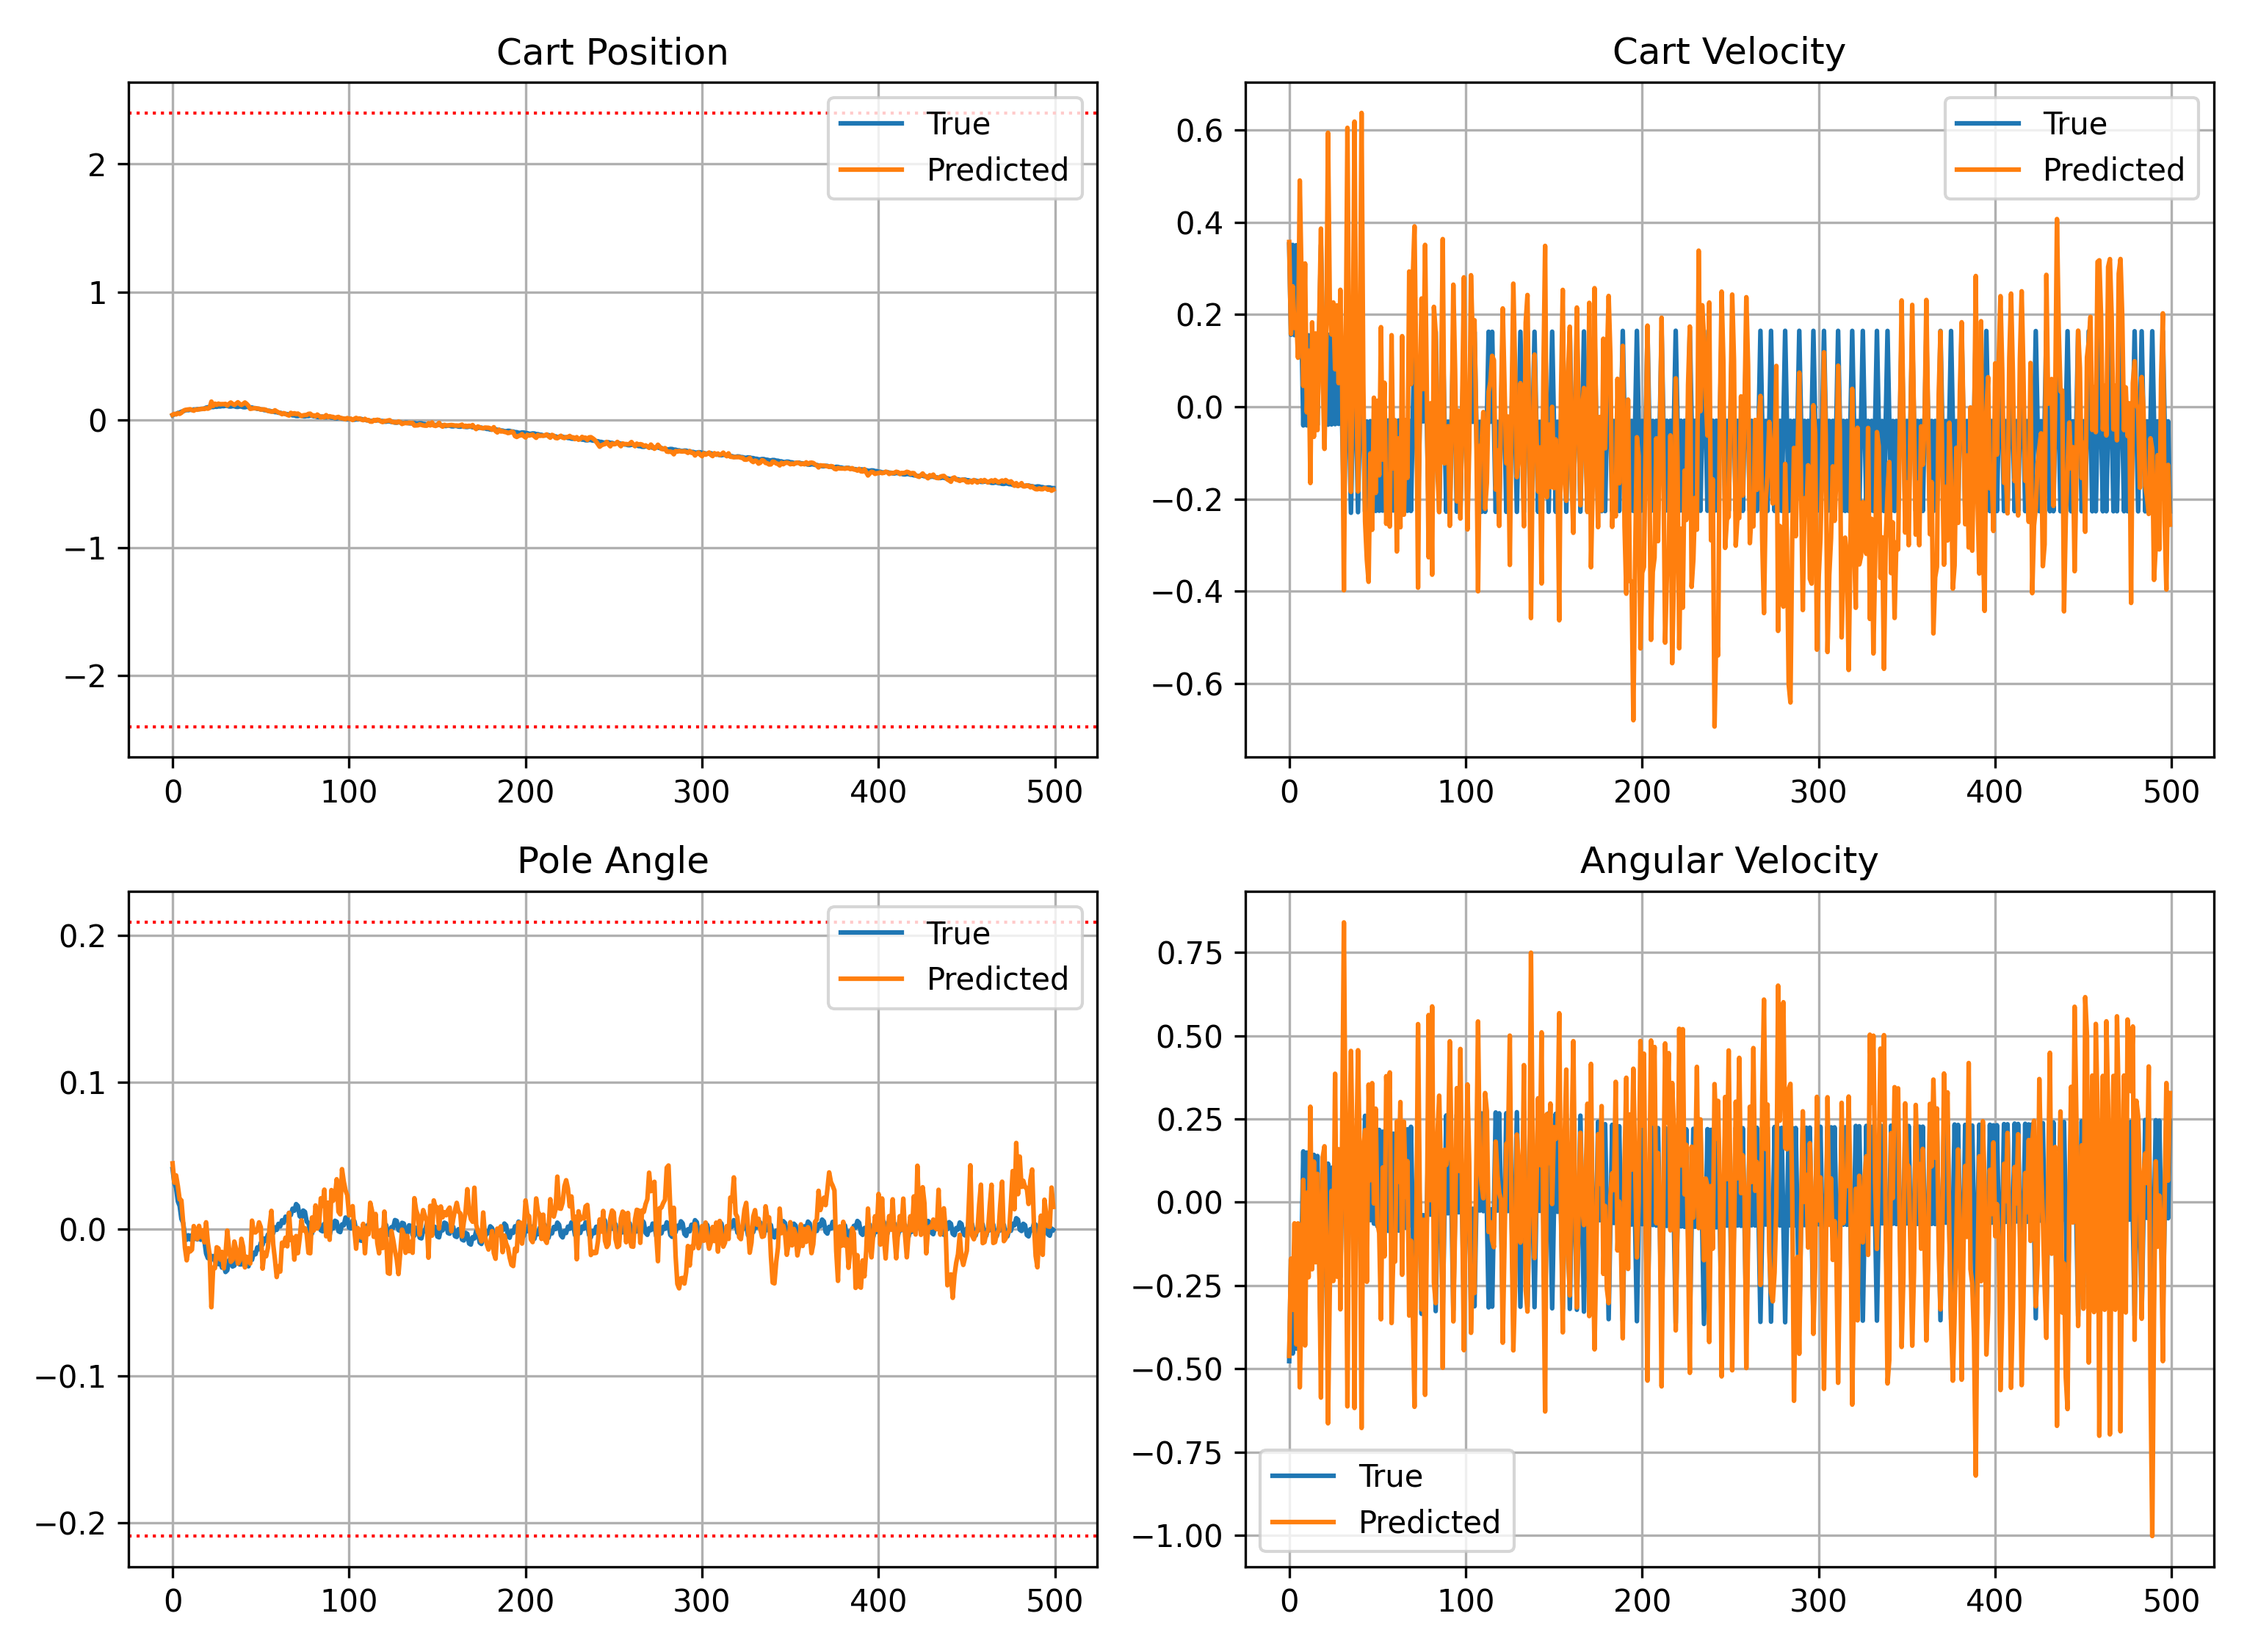 Cart Position
2
1
0
−1
−2
0 100 200 300 400 500
True
Predicted
Cart Velocity
0.6
0.4
0.2
0.0
−0.2
−0.4
−0.6
0 100 200 300 400 500
True
Predicted
Pole Angle
0.2
0.1
0.0
−0.1
−0.2
0 100 200 300 400 500
True
Predicted
Angular Velocity
0.75
0.50
0.25
0.00
−0.25
−0.50
−0.75
−1.00
0 100 200 300 400 500
True
Predicted